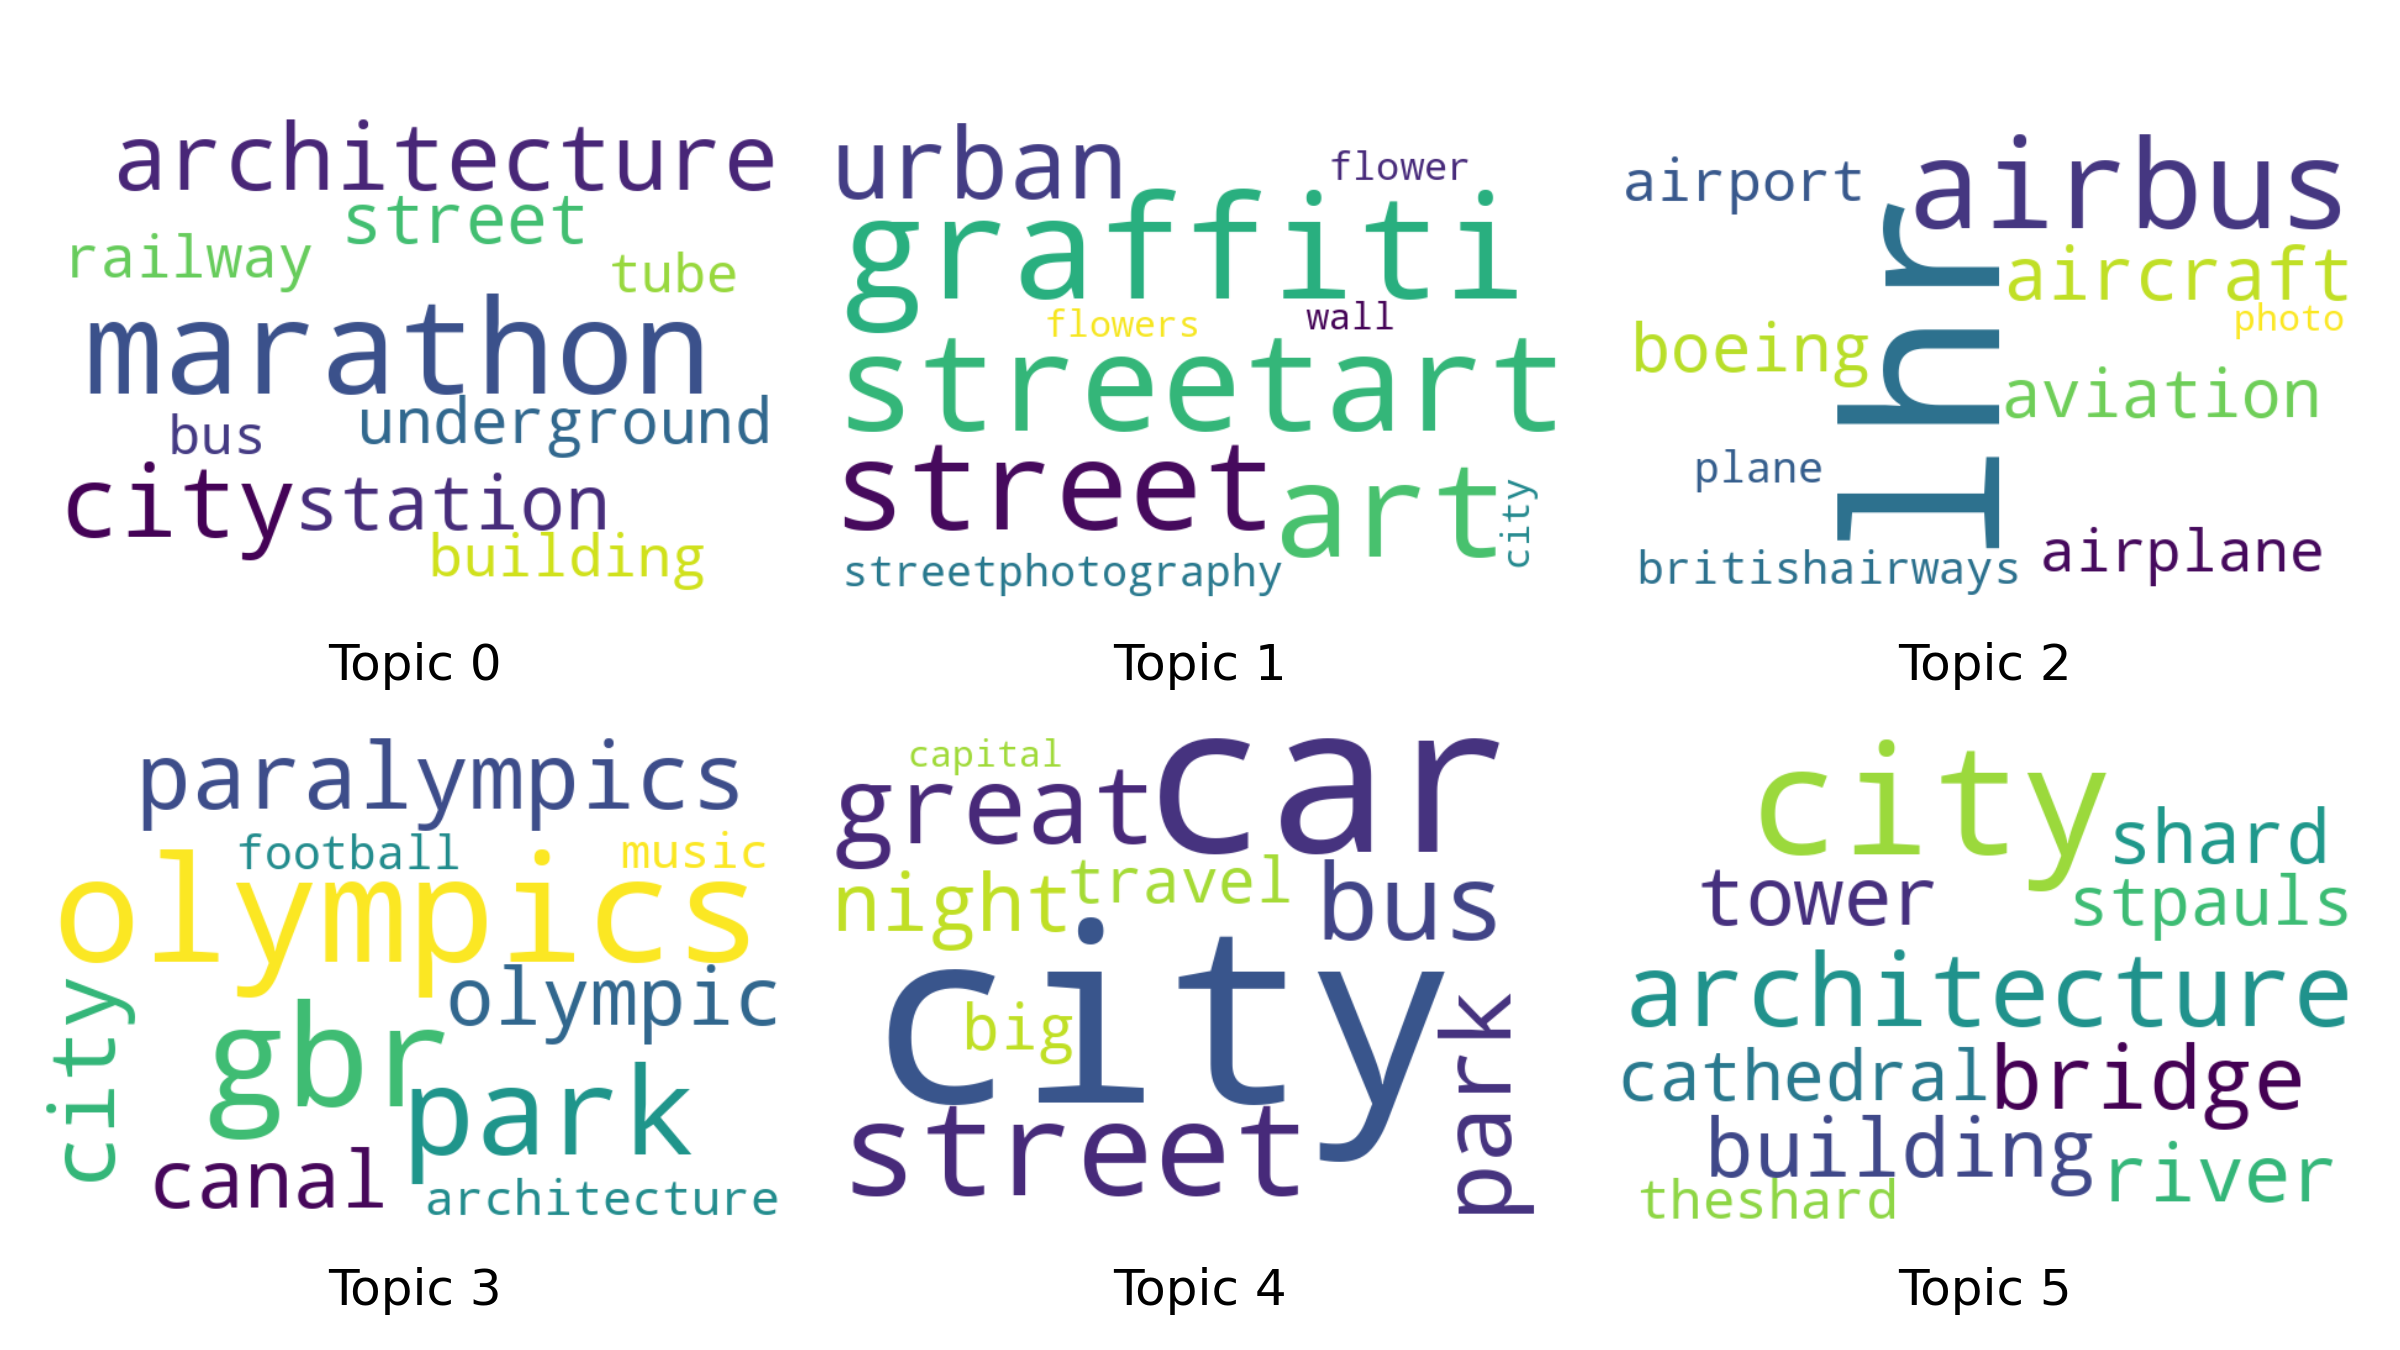 architecture
street
railway
tube
marathon
bus
underground
city
station
building
Topic 0
urban
flower
graffiti
flowers
wall
streetart
street
art
city
streetphotography
Topic 1
airport
airbus
lhr
aircraft
photo
boeing
aviation
plane
britishairways
airplane
Topic 2
paralympics
football
music
olympics
city
olympic
gbr
park
canal
architecture
Topic 3
capital
great
car
night
travel
bus
city
big
park
street
Topic 4
city
shard
tower
stpauls
architecture
cathedral
bridge
building
river
theshard
Topic 5